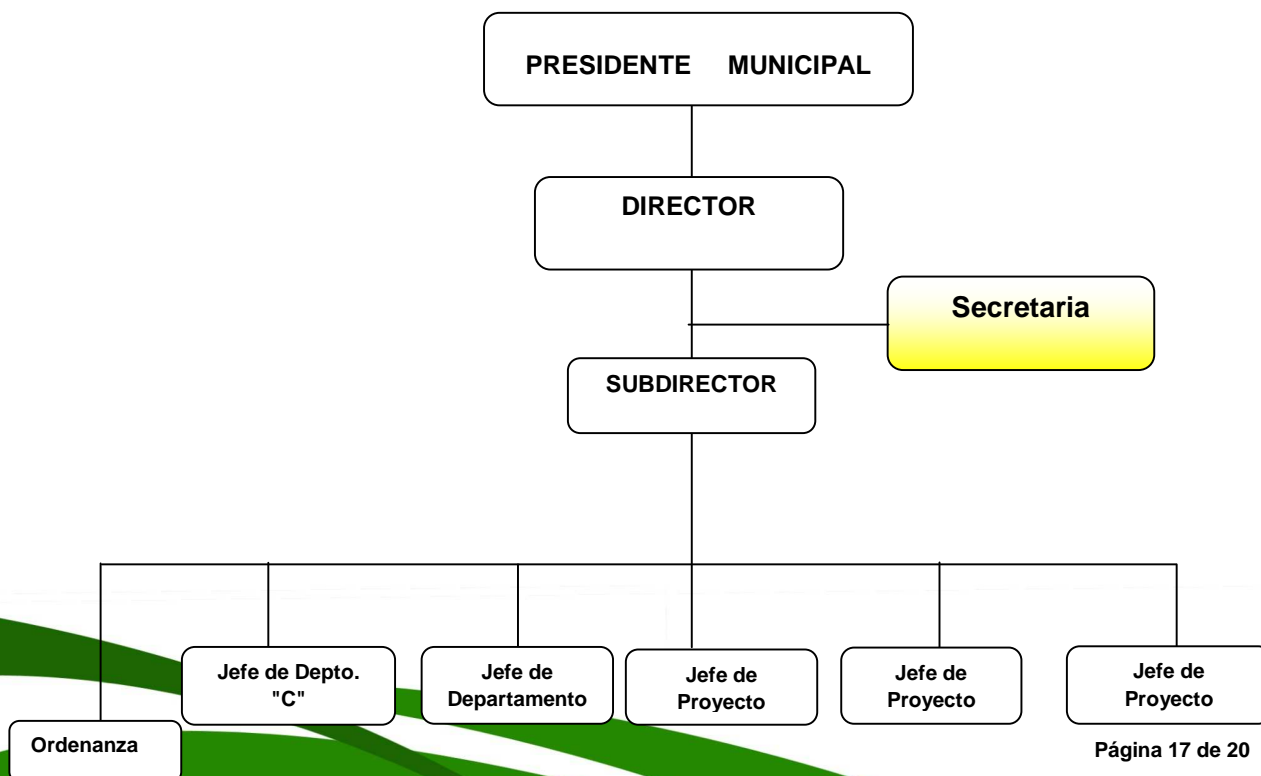 PRESIDENTE MUNICIPAL
DIRECTOR
Secretaria
SUBDIRECTOR
Jefe de Depto.
"C"
Jefe de
Departamento
Jefe de
Proyecto
Jefe de
Proyecto
Jefe de
Proyecto
Ordenanza
Página 17 de 20